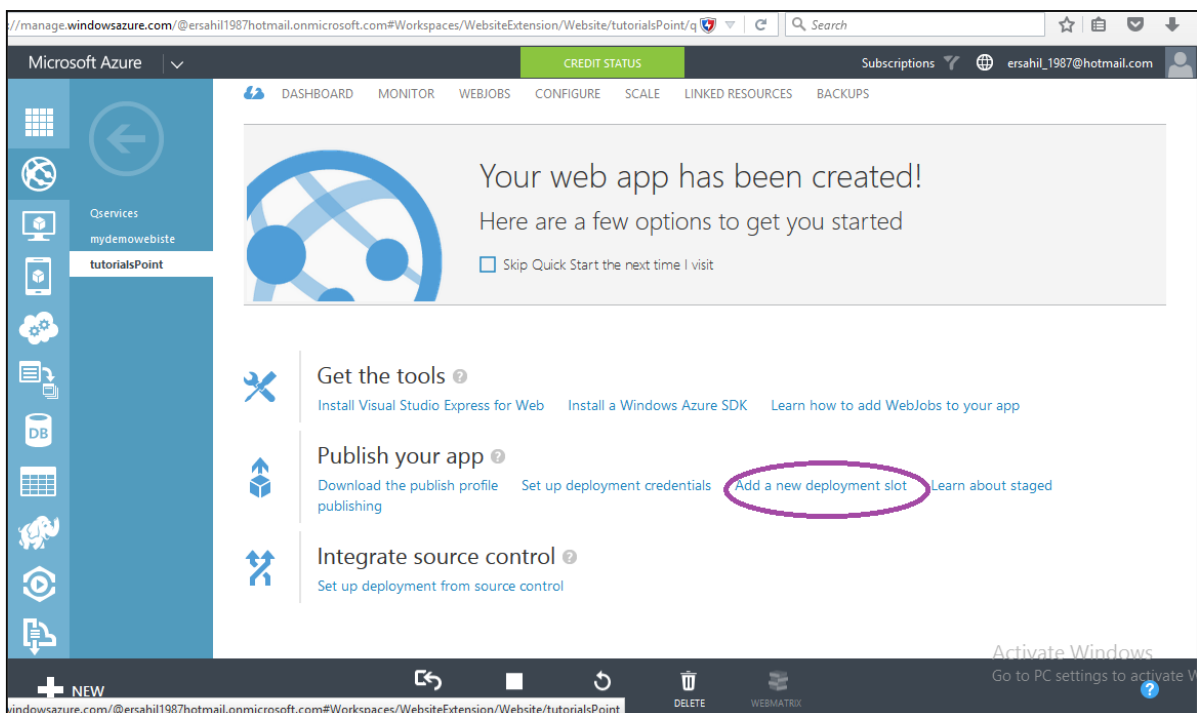 ://manage.windowsazure.com/@ersahil1987hotmail.onmicrosoft.com#Workspaces/WebsiteExtension/Website/tutorialsPoint/q Search
Microsoft Azure CREDIT STATUS Subscriptions ersahil_1987@hotmail.com
DASHBOARD MONITOR WEBJOBS CONFIGURE SCALE LINKED RESOURCES BACKUPS
Qservices
mydemowebiste
tutorialsPoint
Your web app has been created!
Here are a few options to get you started
Skip Quick Start the next time I visit
Get the tools ?
Install Visual Studio Express for Web Install a Windows Azure SDK Learn how to add WebJobs to your app
DB
Publish your app ?
Download the publish profile Set up deployment credentials Add a new deployment slot Learn about staged
publishing
Integrate source control ?
Set up deployment from source control
Activate Windows
Go to PC settings to activate W
NEW
DELETE WEBMATRIX ?
windowsazure.com/@ersahil1987hotmail.onmicrosoft.com#Workspaces/WebsiteExtension/Website/tutorialsPoint